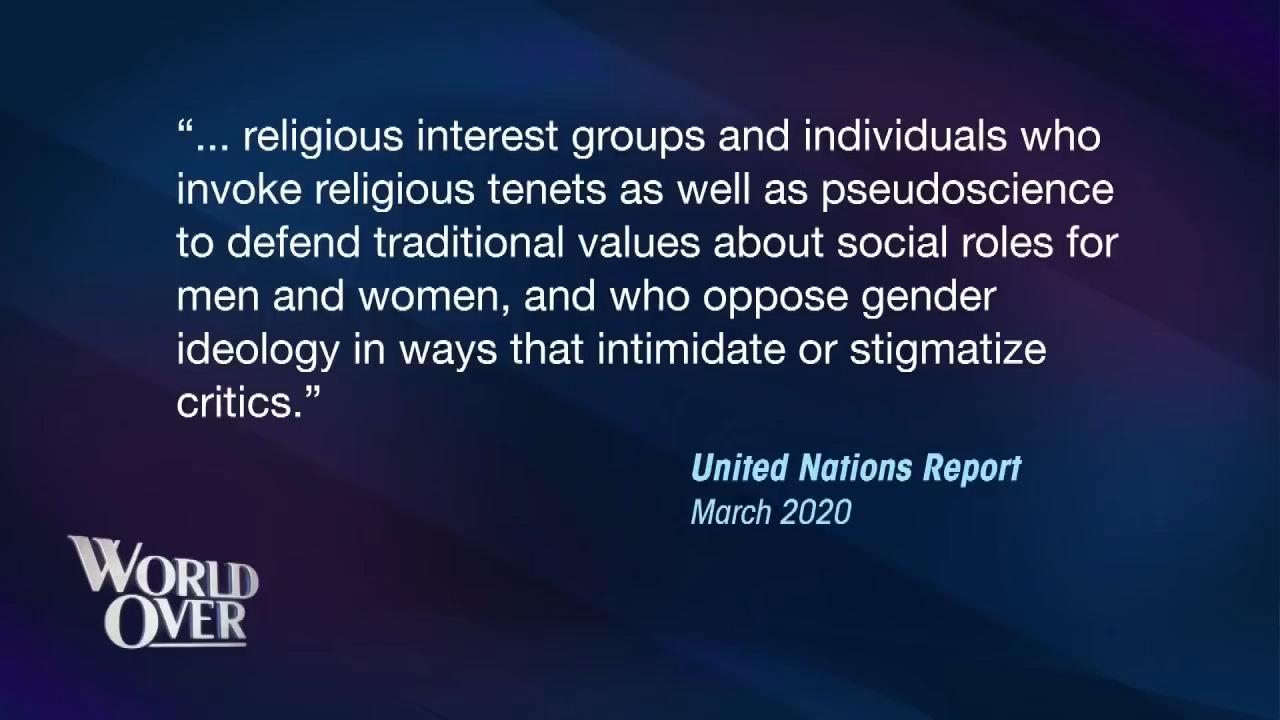 “... religious interest groups and individuals who
invoke religious tenets as well as pseudoscience
to defend traditional values about social roles for
men and women, and who oppose gender
ideology in ways that intimidate or stigmatize
critics.”
United Nations Report
March 2020
WORLD
OVER